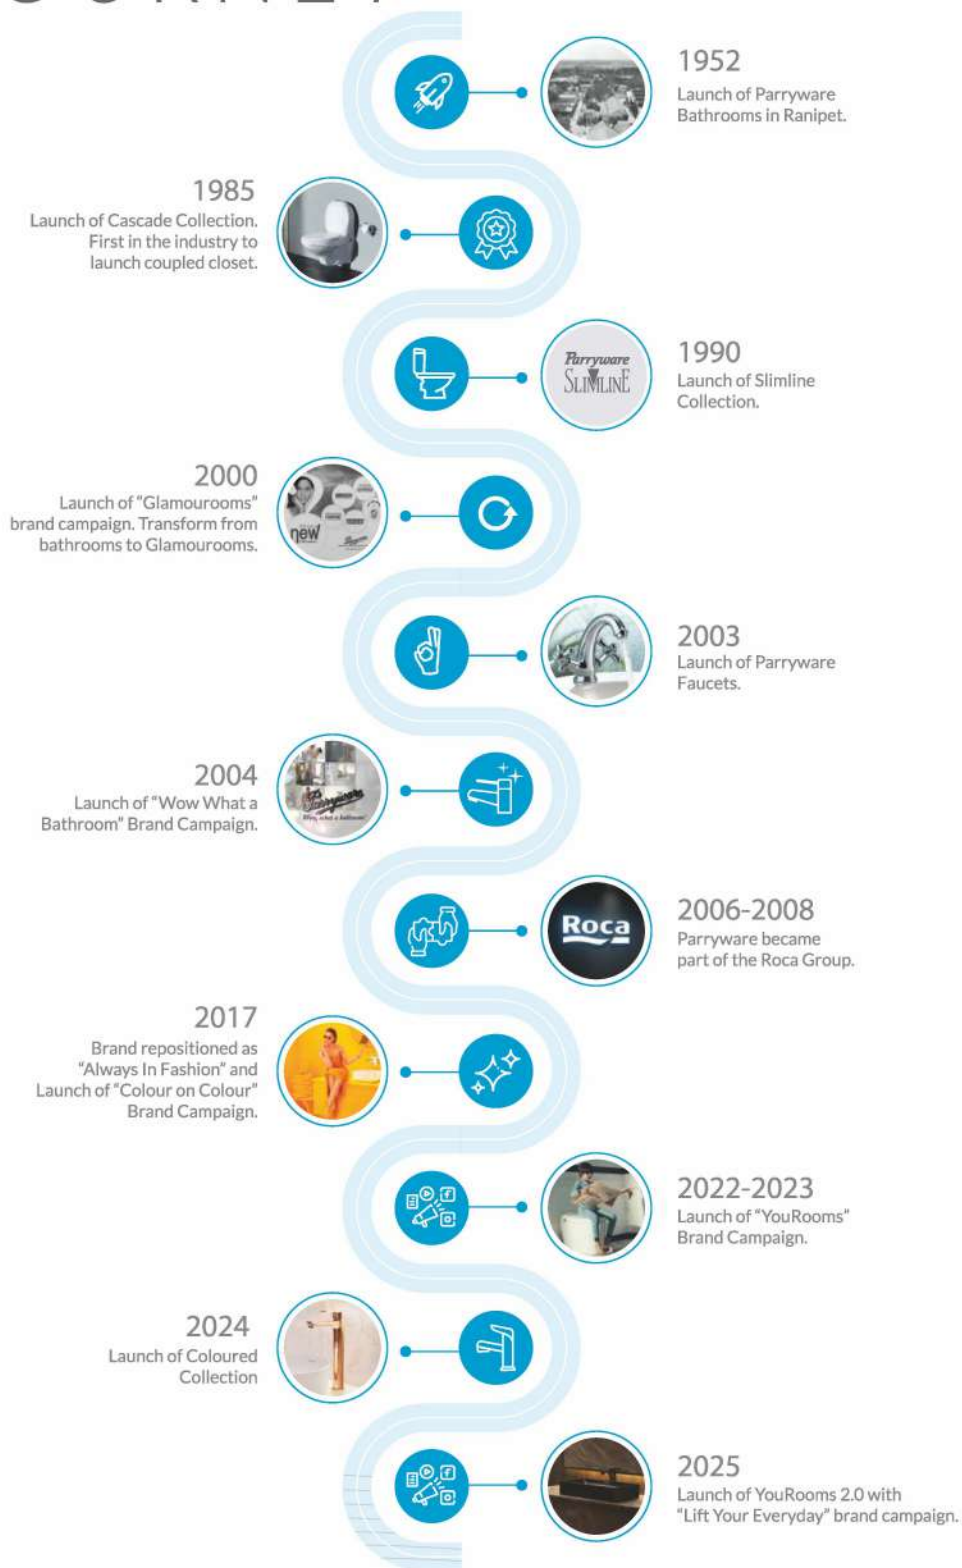 1952
Launch of Parryware
Bathrooms in Ranipet.
1985
Launch of Cascade Collection.
First in the industry to
launch coupled closet.
Parryware
SLIMLINE
1990
Launch of Slimline
Collection.
2000
Launch of “Glamourooms”
brand campaign. Transform from
bathrooms to Glamourooms.
new!
2003
Launch of Parryware
Faucets.
2004
Launch of “Wow What a
Bathroom” Brand Campaign.
Parryware
Wow, what a bathroom!
Roca
2006-2008
Parryware became
part of the Roca Group.
2017
Brand repositioned as
“Always In Fashion” and
Launch of “Colour on Colour”
Brand Campaign.
2022-2023
Launch of “YouRooms”
Brand Campaign.
2024
Launch of Coloured
Collection
2025
Launch of YouRooms 2.0 with
“Lift Your Everyday” brand campaign.